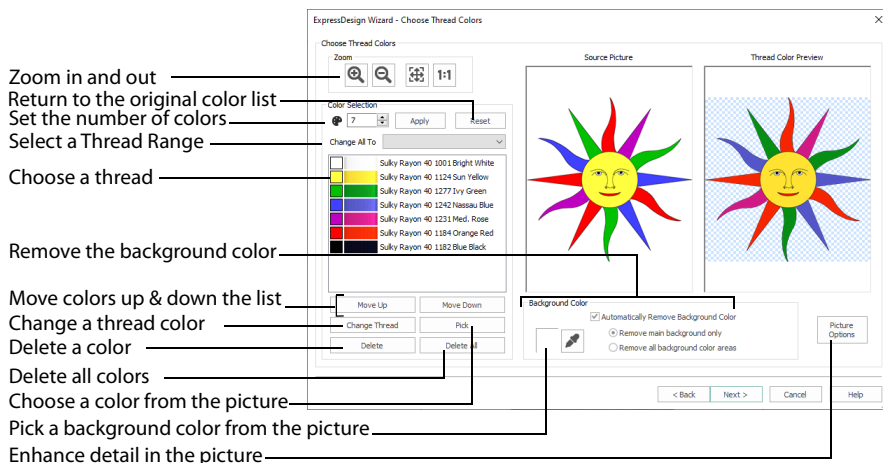 ExpressDesign Wizard - Choose Thread Colors
Choose Thread Colors
Zoom
1:1
Source Picture
Thread Color Preview
Zoom in and out
Return to the original color list
Color Selection
Set the number of colors
7
Apply
Reset
Select a Thread Range
Change All To
Choose a thread
Sulky Rayon 40 1001 Bright White
Sulky Rayon 40 1124 Sun Yellow
Sulky Rayon 40 1277 Ivy Green
Sulky Rayon 40 1242 Nassau Blue
Sulky Rayon 40 1231 Med. Rose
Sulky Rayon 40 1184 Orange Red
Sulky Rayon 40 1182 Blue Black
Remove the background color
Move colors up & down the list
Move Up
Move Down
Background Color
Automatically Remove Background Color
Change a thread color
Change Thread
Pick
Remove main background only
Picture
Options
Delete a color
Delete
Delete All
Remove all background color areas
Delete all colors
Choose a color from the picture
< Back
Next >
Cancel
Help
Pick a background color from the picture
Enhance detail in the picture